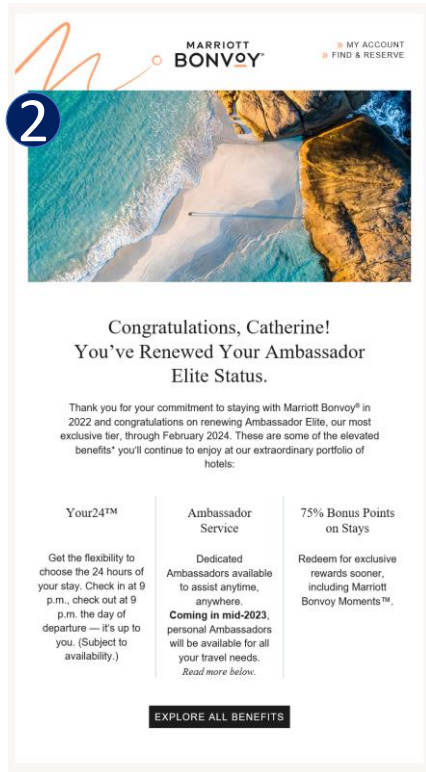 MARRIOTT
BONVOY®
» MY ACCOUNT
» FIND & RESERVE
2
Congratulations, Catherine!
You’ve Renewed Your Ambassador
Elite Status.
Thank you for your commitment to staying with Marriott Bonvoy® in
2022 and congratulations on renewing Ambassador Elite, our most
exclusive tier, through February 2024. These are some of the elevated
benefits* you’ll continue to enjoy at our extraordinary portfolio of
hotels:
Your24™
Get the flexibility to
choose the 24 hours of
your stay. Check in at 9
p.m., check out at 9
p.m. the day of
departure — it’s up to
you. (Subject to
availability.)
Ambassador
Service
Dedicated
Ambassadors available
to assist anytime,
anywhere.
Coming in mid-2023,
personal Ambassadors
will be available for all
your travel needs.
Read more below.
75% Bonus Points
on Stays
Redeem for exclusive
rewards sooner,
including Marriott
Bonvoy Moments™.
EXPLORE ALL BENEFITS